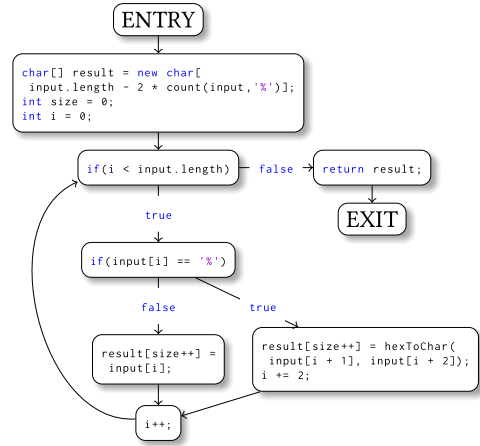 ENTRY
char[] result = new char[
input.length - 2 * count(input,'%')];
int size = 0;
int i = 0;
if(i < input.length)
false
return result;
EXIT
true
if(input[i] == '%')
false
true
result[size++] =
input[i];
result[size++] = hexToChar(
input[i + 1], input[i + 2]);
i += 2;
i++;